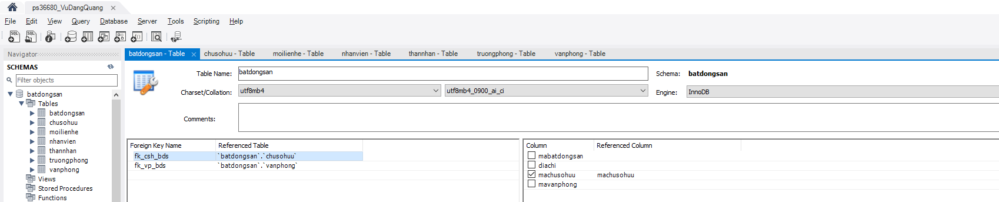 ps36680_VuDangQuang
File Edit View Query Database Server Tools Scripting Help
Navigator
SCHEMAS
Filter objects
batdongsan
Tables
batdongsan
chusohuu
moilienhe
nhanvien
thannhan
truongphong
vanphong
Views
Stored Procedures
Functions
batdongsan - Table chusohuu - Table moilienhe - Table nhanvien - Table thannhan - Table truongphong - Table vanphong - Table
Table Name: batdongsan Schema: batdongsan
Charset/Collation: utf8mb4 utf8mb4_0900_ai_ci Engine: InnoDB
Comments:
Foreign Key Name Referenced Table
fk_csh_bds `batdongsan`.`chusohuu`
fk_vp_bds `batdongsan`.`vanphong`
Column Referenced Column
mabatdongsan
diachi
machusohuu machusohuu
mavanphong